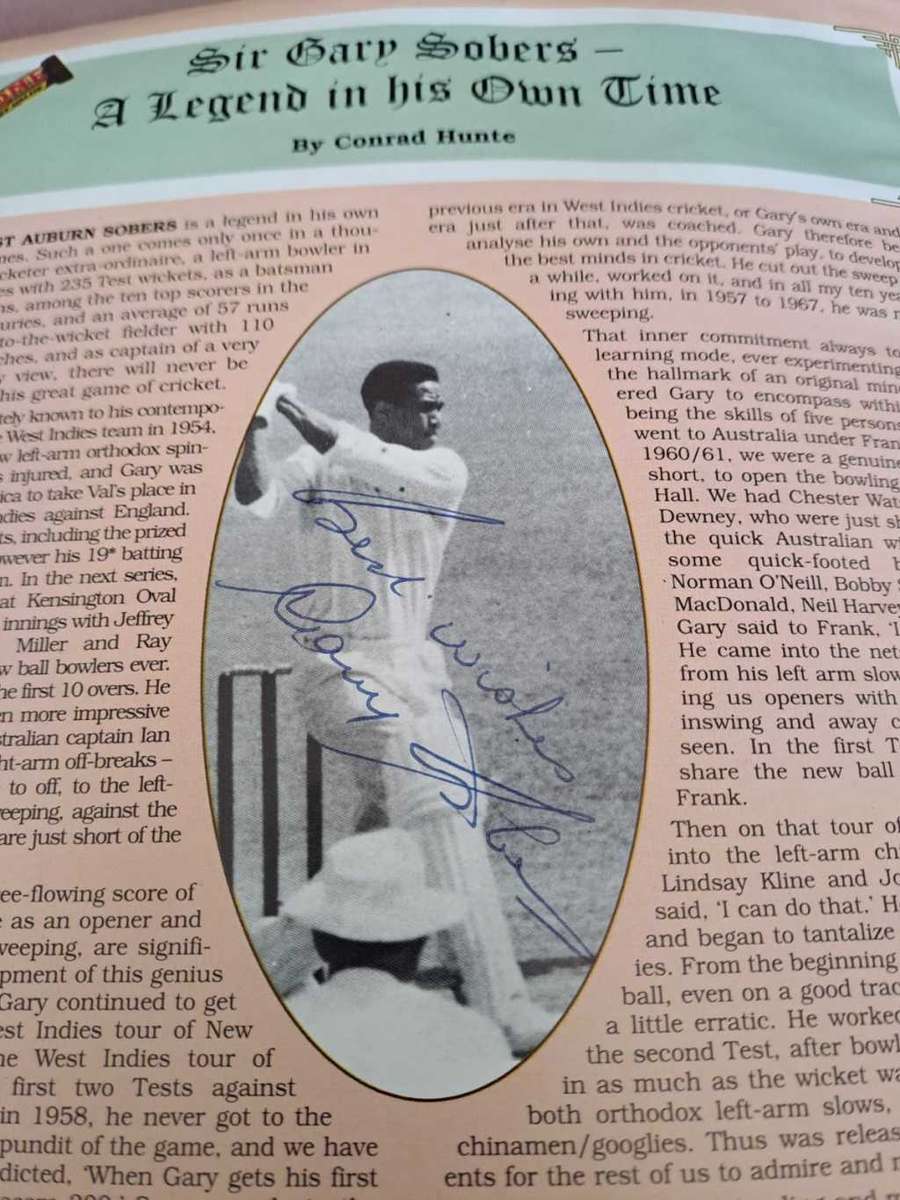 Sir Gary Sobers –
A Legend in his Own Time
By Conrad Hunte
ST AUBURN SOBERS is a legend in his own
nes. Such a one comes only once in a thou-
cketer extra-ordinaire, a left-arm bowler in
es with 235 Test wickets, as a batsman
ns, among the ten top scorers in the
uries, and an average of 57 runs
to-the-wicket fielder with 110
ches, and as captain of a very
view, there will never be
his great game of cricket.
tely known to his contempo-
West Indies team in 1954,
w left-arm orthodox spin-
s injured, and Gary was
ica to take Val's place in
ndies against England.
ts, including the prized
owever his 19* batting
n. In the next series,
at Kensington Oval
innings with Jeffrey
Miller and Ray
w ball bowlers ever.
he first 10 overs. He
n more impressive
stralian captain Ian
ht-arm off-breaks –
to off, to the left-
weeping, against the
are just short of the
ree-flowing score of
e as an opener and
weeping, are signifi-
pment of this genius
Gary continued to get
est Indies tour of New
he West Indies tour of
first two Tests against
in 1958, he never got to the
pundit of the game, and we have
dicted, 'When Gary gets his first
Best wishes
Gary Sobers
previous era in West Indies cricket, or Gary's own era and
era just after that, was coached. Gary therefore be
analyse his own and the opponents' play, to develop
the best minds in cricket. He cut out the sweep
a while, worked on it, and in all my ten yea
ing with him, in 1957 to 1967, he was n
sweeping.
That inner commitment always to
learning mode, ever experimenting
the hallmark of an original mind
ered Gary to encompass withi
being the skills of five persons
went to Australia under Fran
1960/61, we were a genuine
short, to open the bowling
Hall. We had Chester Wat
Dewney, who were just sh
the quick Australian wi
some quick-footed b
Norman O'Neill, Bobby S
MacDonald, Neil Harvey
Gary said to Frank, 'I
He came into the net
from his left arm slow
ing us openers with
inswing and away c
seen. In the first T
share the new ball
Frank.
Then on that tour of
into the left-arm ch
Lindsay Kline and Jo
said, 'I can do that.' H
and began to tantalize
ies. From the beginning
ball, even on a good trac
a little erratic. He worked
the second Test, after bowl
in as much as the wicket wa
both orthodox left-arm slows,
chinamen/googlies. Thus was releas
ents for the rest of us to admire and